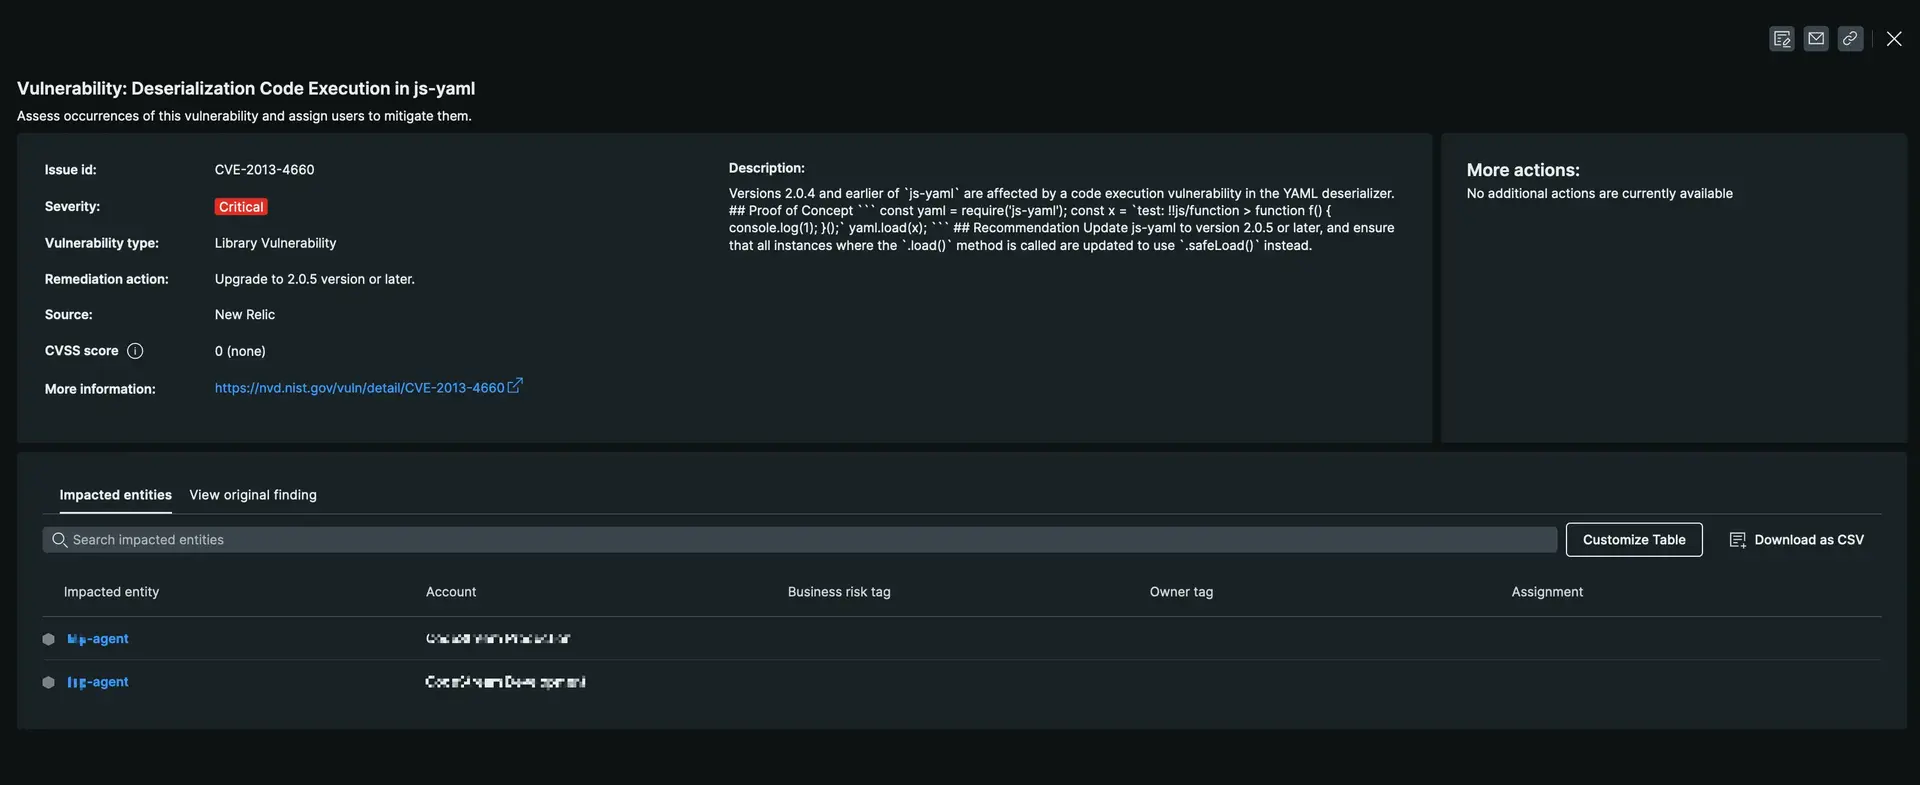 Vulnerability: Deserialization Code Execution in js-yaml
Assess occurrences of this vulnerability and assign users to mitigate them.
Issue id: CVE-2013-4660
Severity: Critical
Vulnerability type: Library Vulnerability
Remediation action: Upgrade to 2.0.5 version or later.
Source: New Relic
CVSS score 0 (none)
More information: https://nvd.nist.gov/vuln/detail/CVE-2013-4660
Description:
Versions 2.0.4 and earlier of `js-yaml` are affected by a code execution vulnerability in the YAML deserializer.
## Proof of Concept ``` const yaml = require('js-yaml'); const x = `test: !!js/function > function f() {
console.log(1); }();` yaml.load(x); ``` ## Recommendation Update js-yaml to version 2.0.5 or later, and ensure
that all instances where the `.load()` method is called are updated to use `.safeLoad()` instead.
More actions:
No additional actions are currently available
Impacted entities View original finding
Search impacted entities Customize Table Download as CSV
Impacted entity Account Business risk tag Owner tag Assignment
-agent
-agent